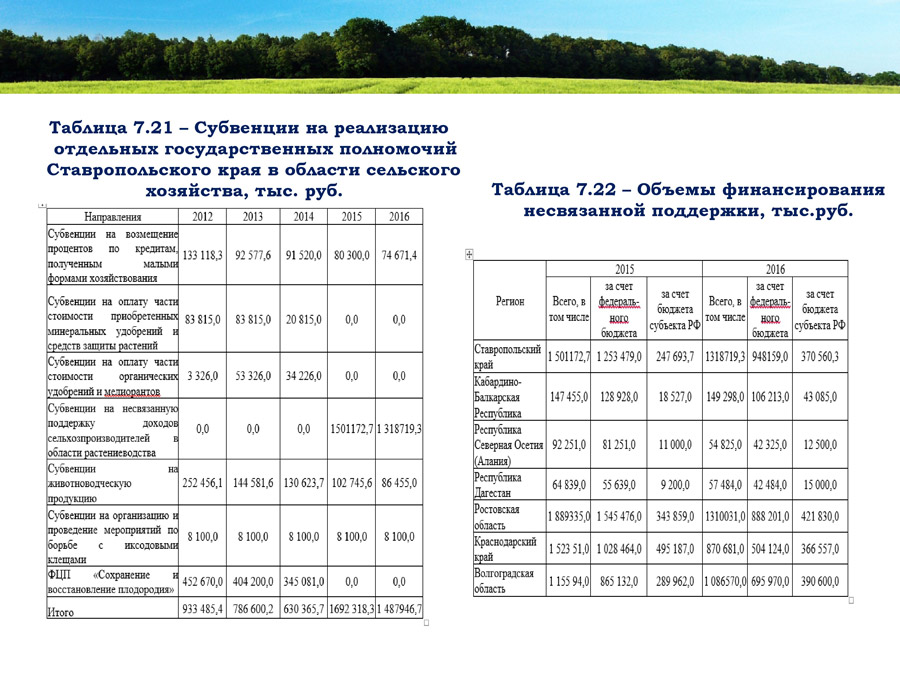 Таблица 7.21 – Субвенции на реализацию
отдельных государственных полномочий
Ставропольского края в области сельского
хозяйства, тыс. руб.
Направления 2012 2013 2014 2015 2016
Субвенции на возмещение
процентов по кредитам,
полученным малыми
формами хозяйствования
133 118,3 92 577,6 91 520,0 80 300,0 74 671,4
Субвенции на оплату части
стоимости приобретенных
минеральных удобрений и
средств защиты растений
83 815,0 83 815,0 20 815,0 0,0 0,0
Субвенции на оплату части
стоимости органических
удобрений и мелиорантов
3 326,0 53 326,0 34 226,0 0,0 0,0
Субвенции на несвязанную
поддержку доходов
сельхозпроизводителей в
области растениеводства
0,0 0,0 0,0 1501172,7 1 318719,3
Субвенции на
животноводческую
продукцию
252 456,1 144 581,6 130 623,7 102 745,6 86 455,0
Субвенции на организацию и
проведение мероприятий по
борьбе с иксодовыми
клещами
8 100,0 8 100,0 8 100,0 8 100,0 8 100,0
ФЦП «Сохранение и
восстановление плодородия»
452 670,0 404 200,0 345 081,0 0,0 0,0
Итого 933 485,4 786 600,2 630 365,7 1692 318,3 1 487946,7
Таблица 7.22 – Объемы финансирования
несвязанной поддержки, тыс.руб.
Регион
2015 2016
Всего, в
том числе
за счет
федераль-
ного
бюджета
за счет
бюджета
субъекта РФ
Всего, в
том числе
за счет
федераль-
ного
бюджета
за счет
бюджета
субъекта РФ
Ставропольский
край
1 501172,7 1 253 479,0 247 693,7 1318719,3 948159,0 370 560,3
Кабардино-
Балкарская
Республика
147 455,0 128 928,0 18 527,0 149 298,0 106 213,0 43 085,0
Республика
Северная Осетия
(Алания)
92 251,0 81 251,0 11 000,0 54 825,0 42 325,0 12 500,0
Республика
Дагестан
64 839,0 55 639,0 9 200,0 57 484,0 42 484,0 15 000,0
Ростовская
область
1 889335,0 1 545 476,0 343 859,0 1310031,0 888 201,0 421 830,0
Краснодарский
край
1 523 51,0 1 028 464,0 495 187,0 870 681,0 504 124,0 366 557,0
Волгоградская
область
1 155 94,0 865 132,0 289 962,0 1 086570,0 695 970,0 390 600,0